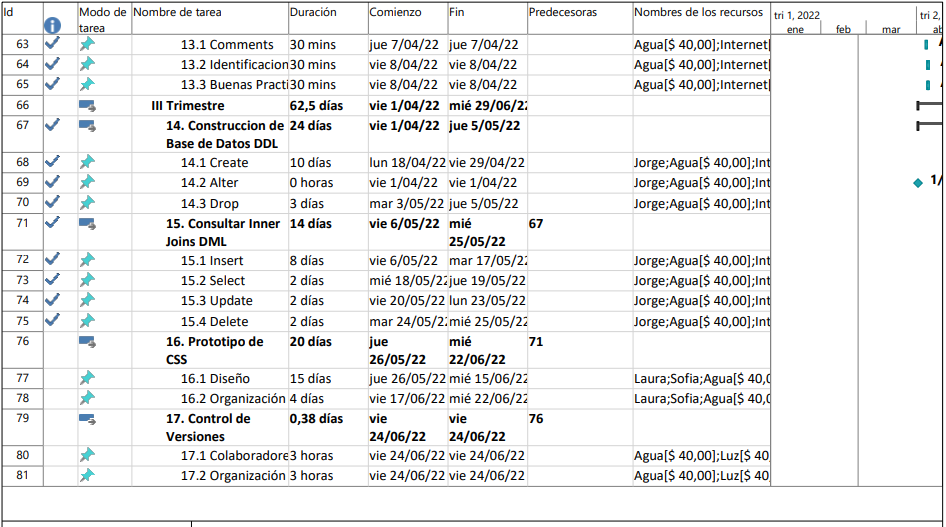 Id Modo de tarea Nombre de tarea Duración Comienzo Fin Predecesoras Nombres de los recursos tri 1, 2022 tri 2,
ene feb mar ab
63 13.1 Comments 30 mins jue 7/04/22 jue 7/04/22 Agua[$ 40,00];Internet[
64 13.2 Identificacion 30 mins vie 8/04/22 vie 8/04/22 Agua[$ 40,00];Internet[
65 13.3 Buenas Practi 30 mins vie 8/04/22 vie 8/04/22 Agua[$ 40,00];Internet[
66 III Trimestre 62,5 días vie 1/04/22 mié 29/06/22
67 14. Construccion de Base de Datos DDL 24 días vie 1/04/22 jue 5/05/22
68 14.1 Create 10 días lun 18/04/22 vie 29/04/22 Jorge;Agua[$ 40,00];Int
69 14.2 Alter 0 horas vie 1/04/22 vie 1/04/22 Jorge;Agua[$ 40,00];Int 1/
70 14.3 Drop 3 días mar 3/05/22 jue 5/05/22 Jorge;Agua[$ 40,00];Int
71 15. Consultar Inner Joins DML 14 días vie 6/05/22 mié 25/05/22 67
72 15.1 Insert 8 días vie 6/05/22 mar 17/05/22 Jorge;Agua[$ 40,00];Int
73 15.2 Select 2 días mié 18/05/22 jue 19/05/22 Jorge;Agua[$ 40,00];Int
74 15.3 Update 2 días vie 20/05/22 lun 23/05/22 Jorge;Agua[$ 40,00];Int
75 15.4 Delete 2 días mar 24/05/22 mié 25/05/22 Jorge;Agua[$ 40,00];Int
76 16. Prototipo de CSS 20 días jue 26/05/22 mié 22/06/22 71
77 16.1 Diseño 15 días jue 26/05/22 mié 15/06/22 Laura;Sofia;Agua[$ 40,0
78 16.2 Organización 4 días vie 17/06/22 mié 22/06/22 Laura;Sofia;Agua[$ 40,0
79 17. Control de Versiones 0,38 días vie 24/06/22 vie 24/06/22 76
80 17.1 Colaboradore 3 horas vie 24/06/22 vie 24/06/22 Agua[$ 40,00];Luz[$ 40,
81 17.2 Organización 3 horas vie 24/06/22 vie 24/06/22 Agua[$ 40,00];Luz[$ 40,